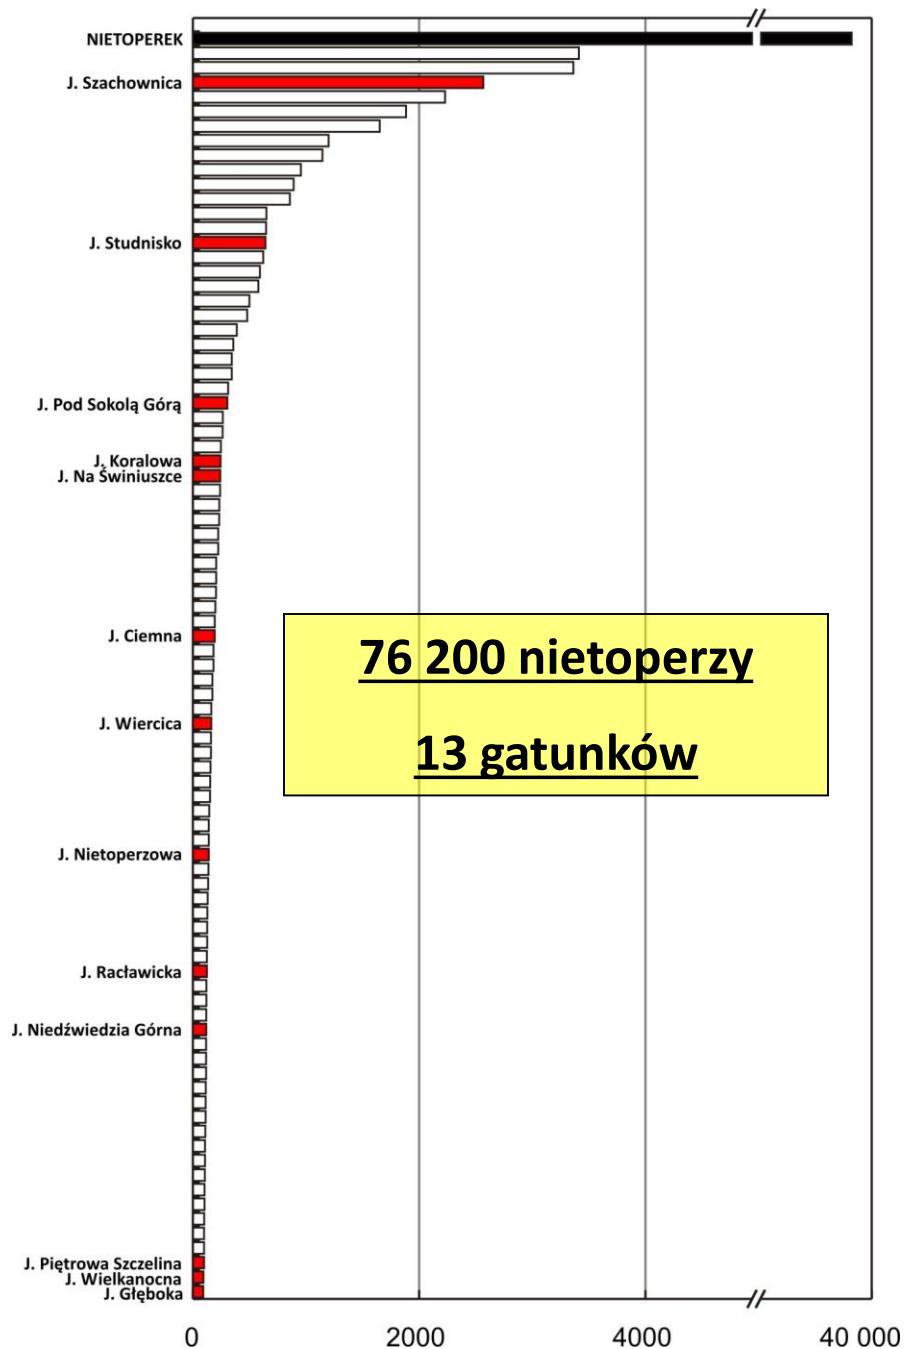 NIETOPEREK
J. Szachownica
J. Studnisko
J. Pod Sokolą Górą
J. Koralowa
J. Na Świniuszce
J. Ciemna
76 200 nietoperzy
13 gatunków
J. Wiercica
J. Nietoperzowa
J. Racławicka
J. Niedźwiedzia Górna
J. Piętrowa Szczelina
J. Wielkanocna
J. Głęboka
0 2000 4000 40 000